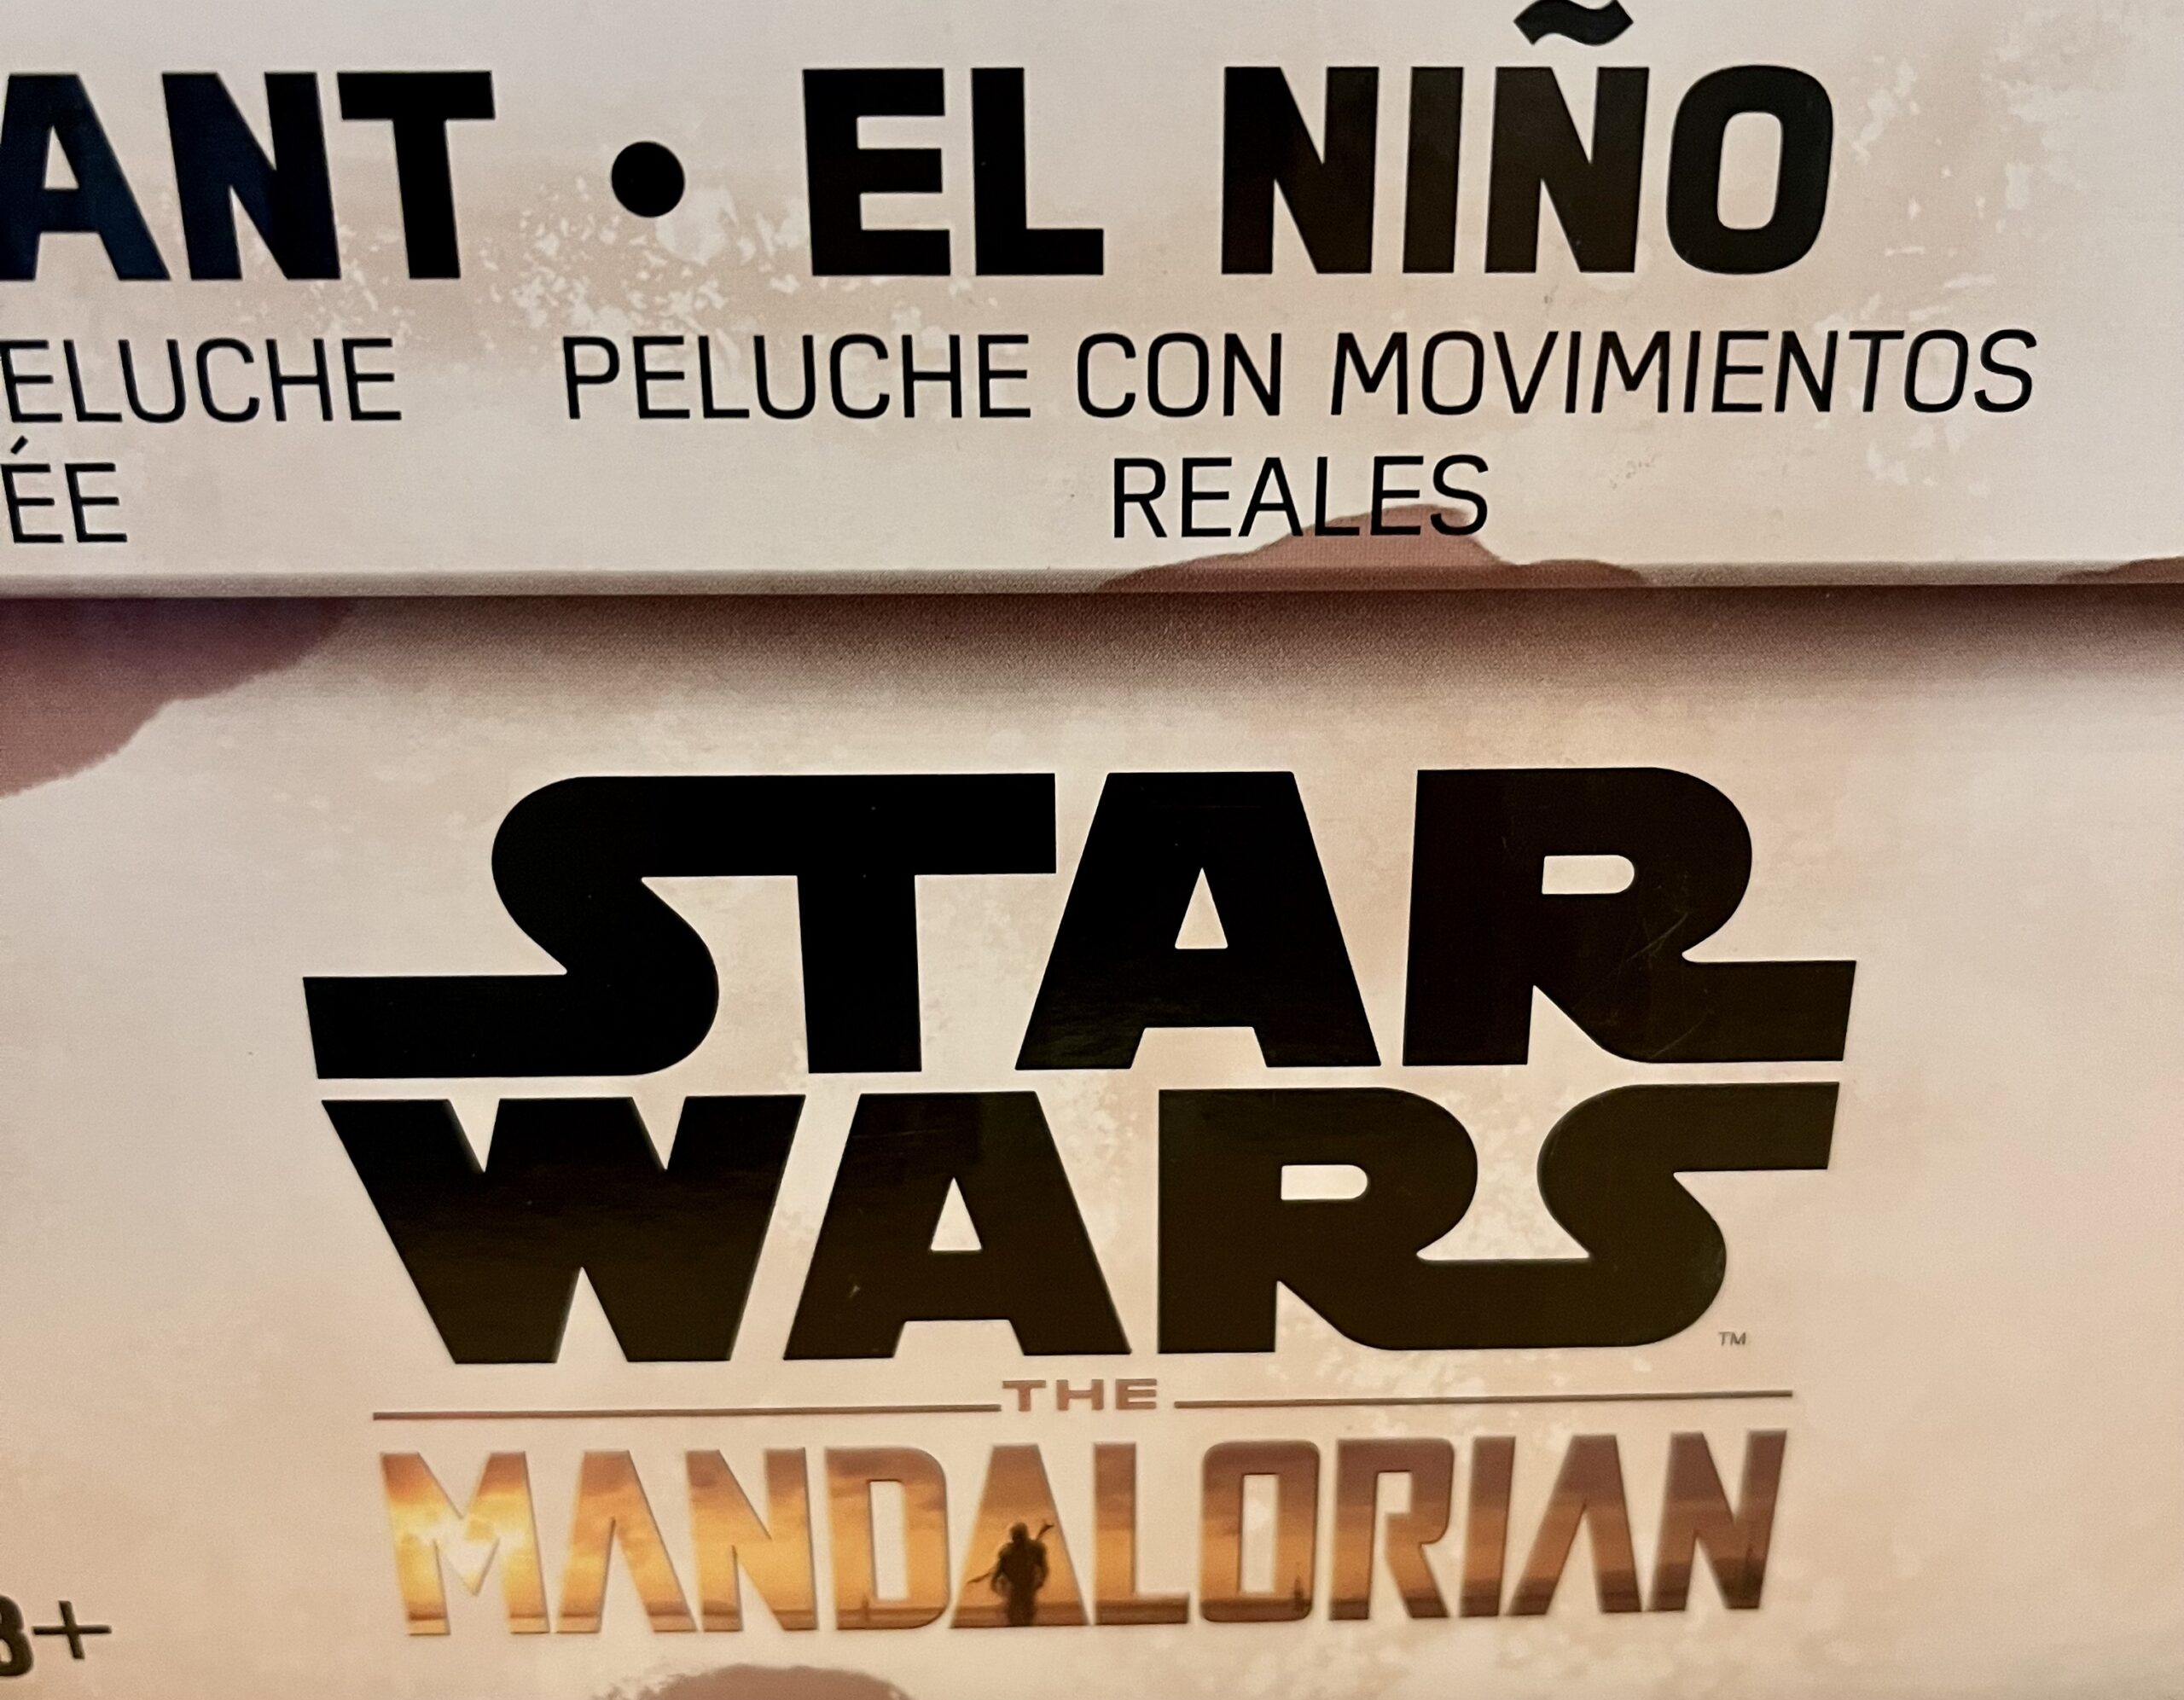 ANT • EL NIÑO
ELUCHE PELUCHE CON MOVIMIENTOS
ÉE REALES
STAR
WARS
TM
THE
MANDALORIAN
3+